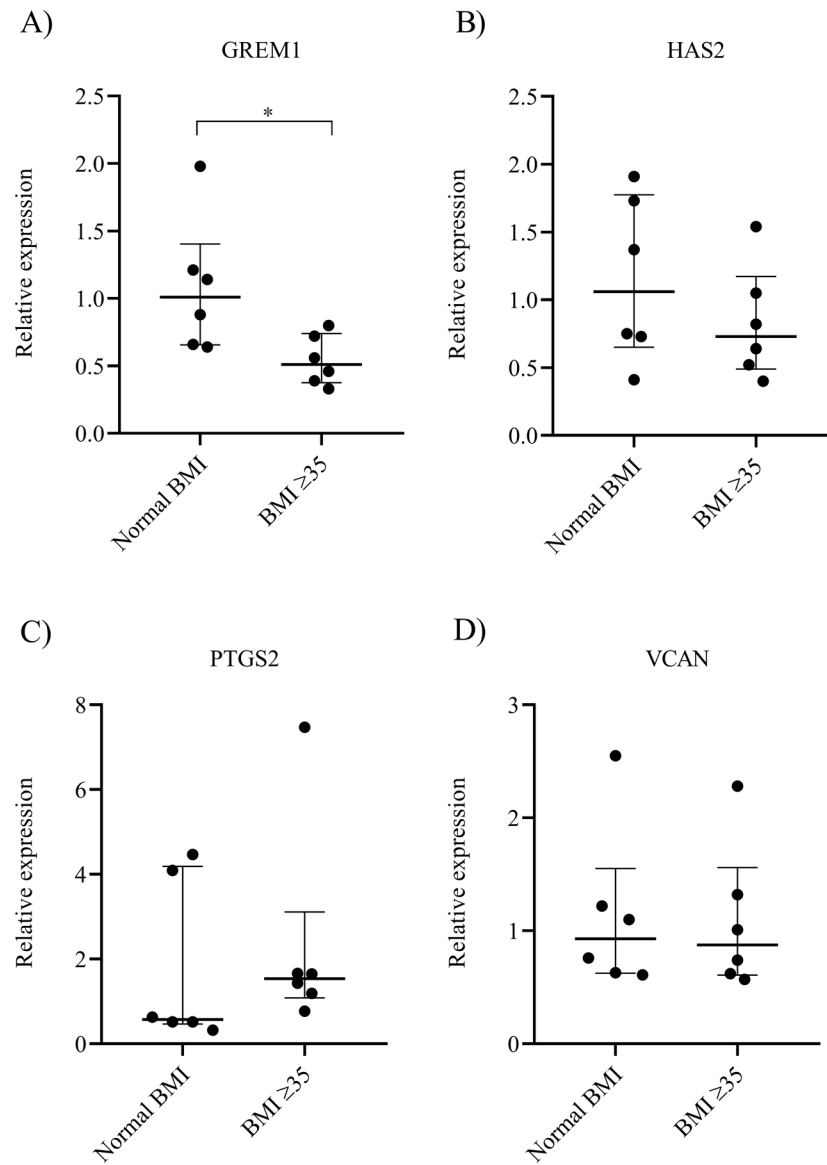 A)
GREM1
Relative expression
2.5
2.0
1.5
1.0
0.5
0.0
*
Normal BMI
BMI ≥35
B)
HAS2
Relative expression
2.5
2.0
1.5
1.0
0.5
0.0
Normal BMI
BMI ≥35
C)
PTGS2
Relative expression
8
6
4
2
0
Normal BMI
BMI ≥35
D)
VCAN
Relative expression
3
2
1
0
Normal BMI
BMI ≥35